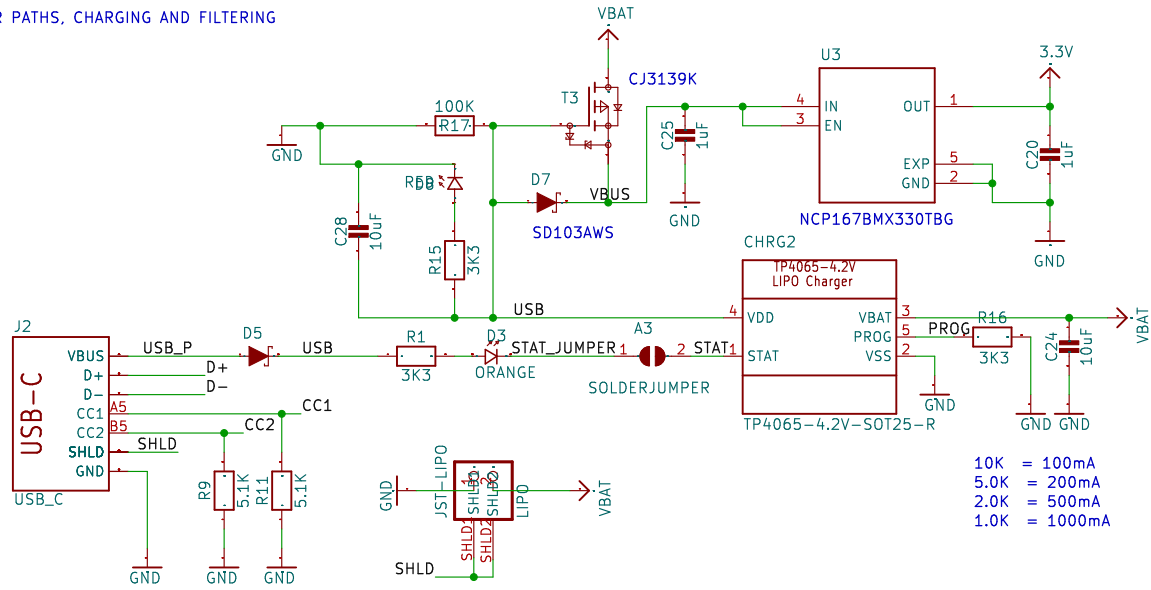 R PATHS, CHARGING AND FILTERING
VBAT
CJ3139K
T3
U3
3.3V
100K
R17
GND
4 IN
3 EN
OUT 1
EXP 5
GND 2
C25
1uF
C20
1uF
NCP167BMX330TBG
GND
GND
RED
D6
D7
VBUS
SD103AWS
C28
10uF
R15
3K3
CHRG2
TP4065-4.2V
LIPO Charger
USB
4 VDD
VBAT 3
PROG 5
VSS 2
1 STAT
PROG
R16
3K3
C24
10uF
VBAT
J2
VBUS
D+
D-
CC1
CC2
SHLD
GND
USB-C
USB_C
A5
B5
USB_P
D5
USB
R1
3K3
D3
ORANGE
STAT_JUMPER
1
A3
2
STAT
SOLDERJUMPER
TP4065-4.2V-SOT25-R
GND
GND
GND
D+
D-
CC1
CC2
SHLD
R9
5.1K
R11
5.1K
GND
GND
GND
JST-LIPO
GND
LIPO
VBAT
SHLD1
SHLD2
SHLD1
SHLD2
SHLD
10K = 100mA
5.0K = 200mA
2.0K = 500mA
1.0K = 1000mA